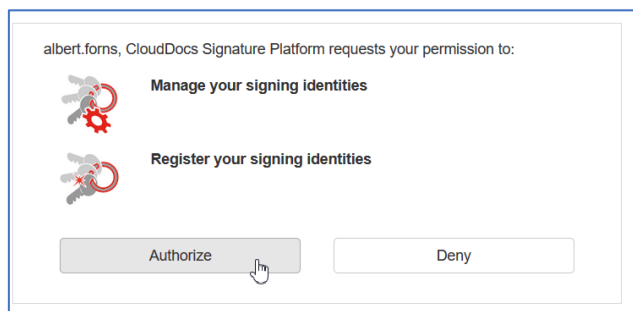 albert.forns, CloudDocs Signature Platform requests your permission to:
Manage your signing identities
Register your signing identities
Authorize
Deny